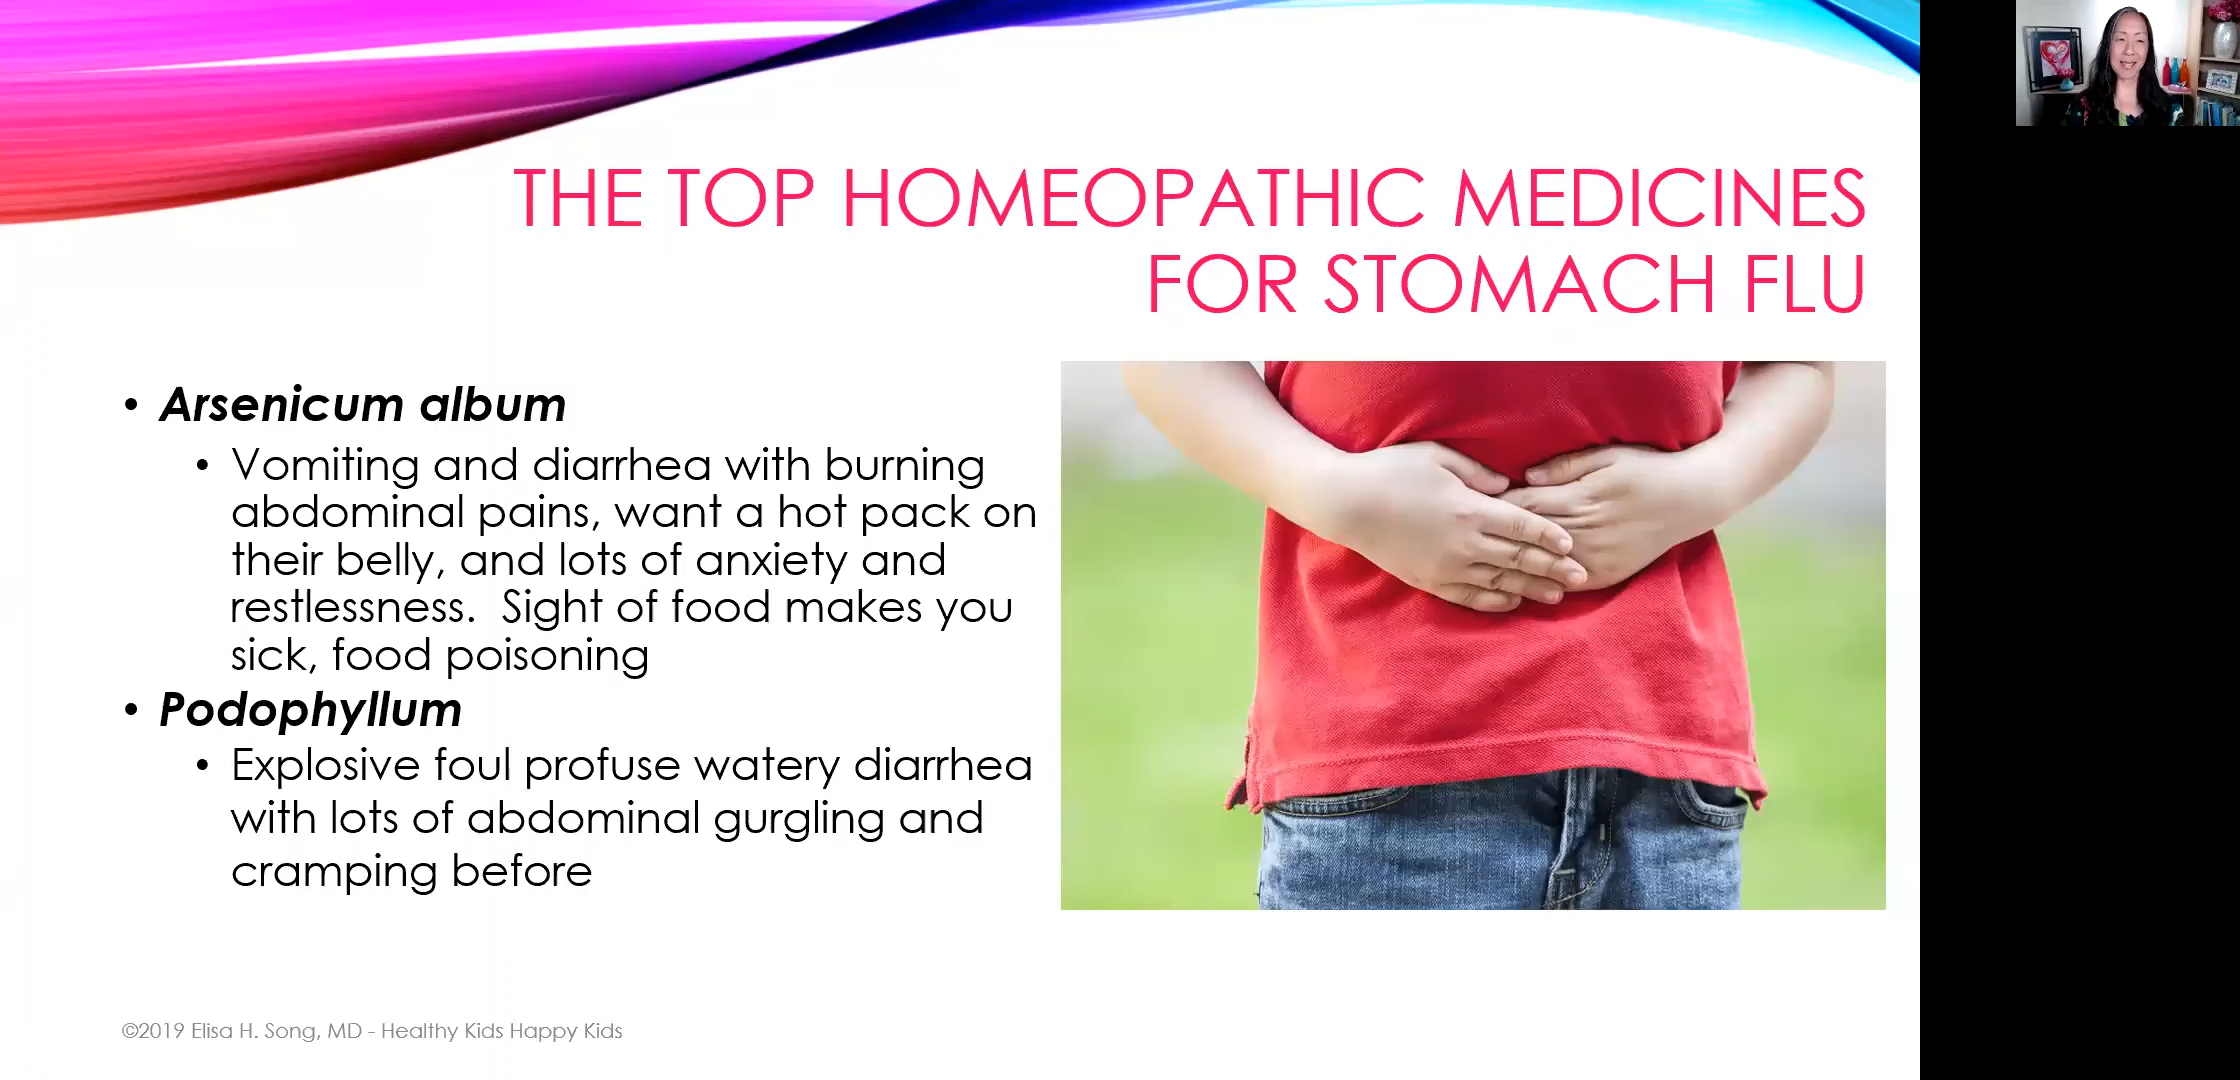 THE TOP HOMEOPATHIC MEDICINES
FOR STOMACH FLU
• Arsenicum album
• Vomiting and diarrhea with burning
abdominal pains, want a hot pack on
their belly, and lots of anxiety and
restlessness.  Sight of food makes you
sick, food poisoning
• Podophyllum
• Explosive foul profuse watery diarrhea
with lots of abdominal gurgling and
cramping before
©2019 Elisa H. Song, MD - Healthy Kids Happy Kids